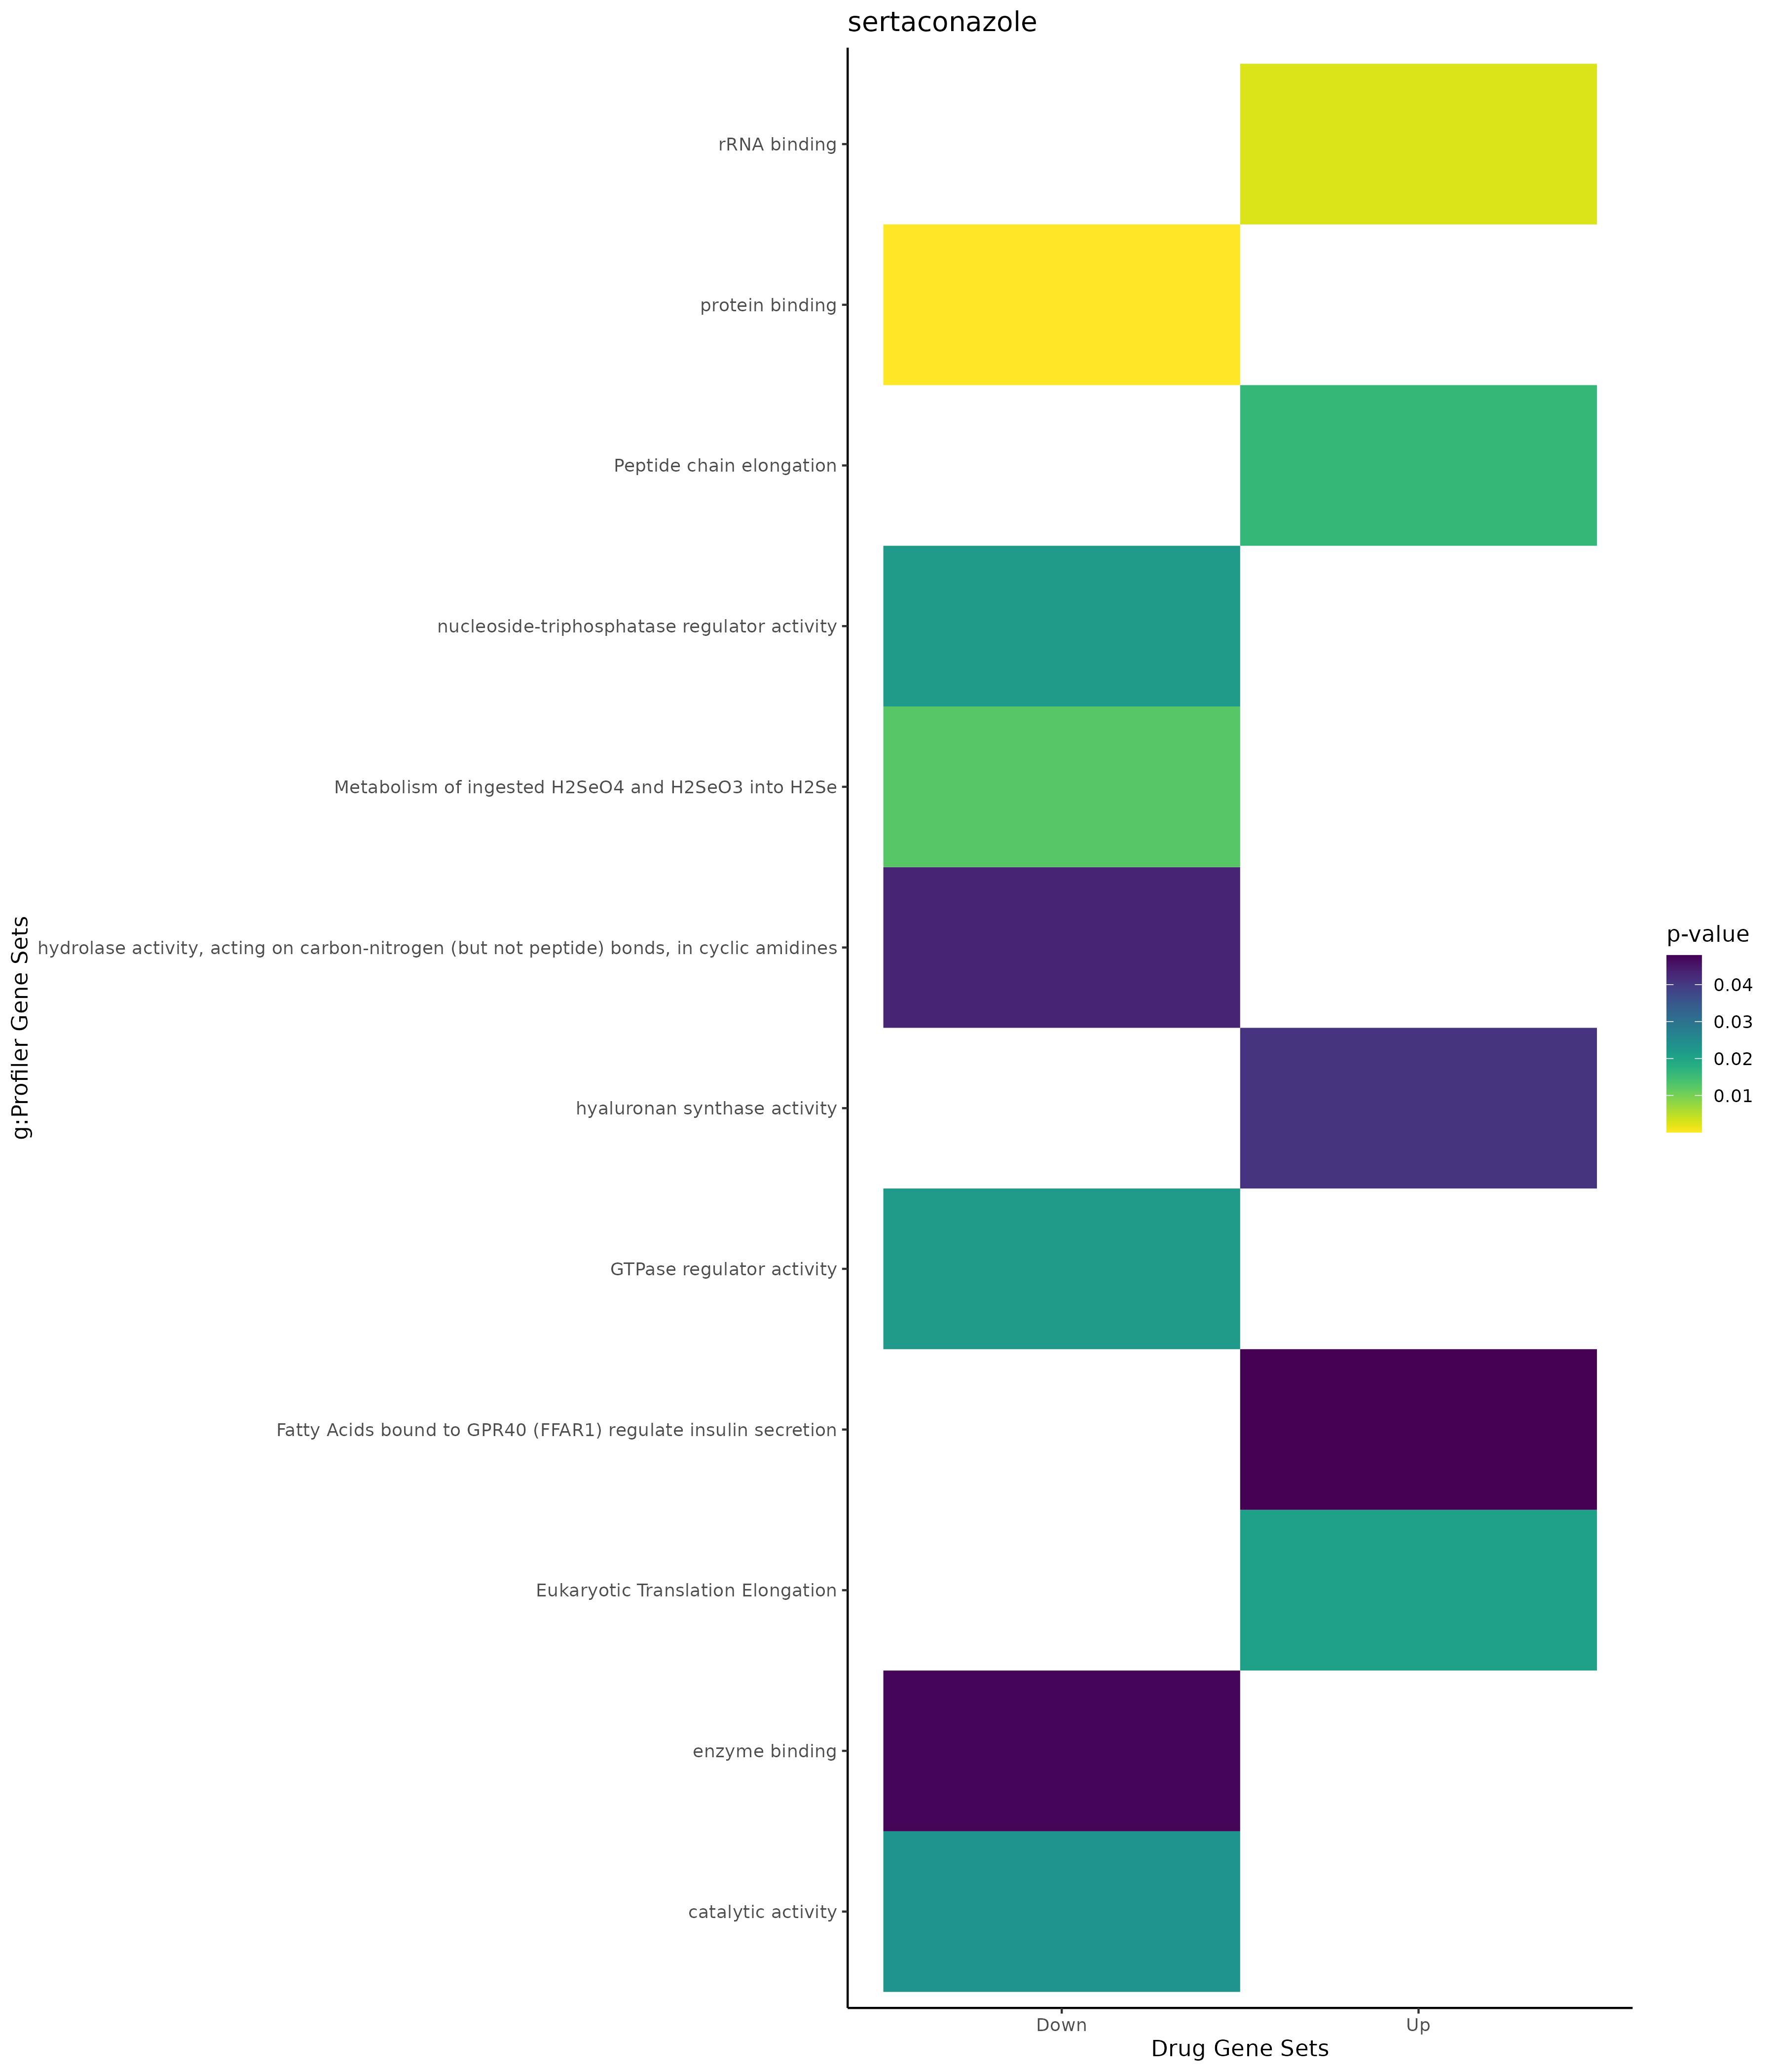 sertaconazole
rRNA binding
protein binding
Peptide chain elongation
nucleoside-triphosphatase regulator activity
Metabolism of ingested H2SeO4 and H2SeO3 into H2Se
hydrolase activity, acting on carbon-nitrogen (but not peptide) bonds, in cyclic amidines
hyaluronan synthase activity
GTPase regulator activity
Fatty Acids bound to GPR40 (FFAR1) regulate insulin secretion
Eukaryotic Translation Elongation
enzyme binding
catalytic activity
g:Profiler Gene Sets
Down
Up
Drug Gene Sets
p-value
0.04
0.03
0.02
0.01